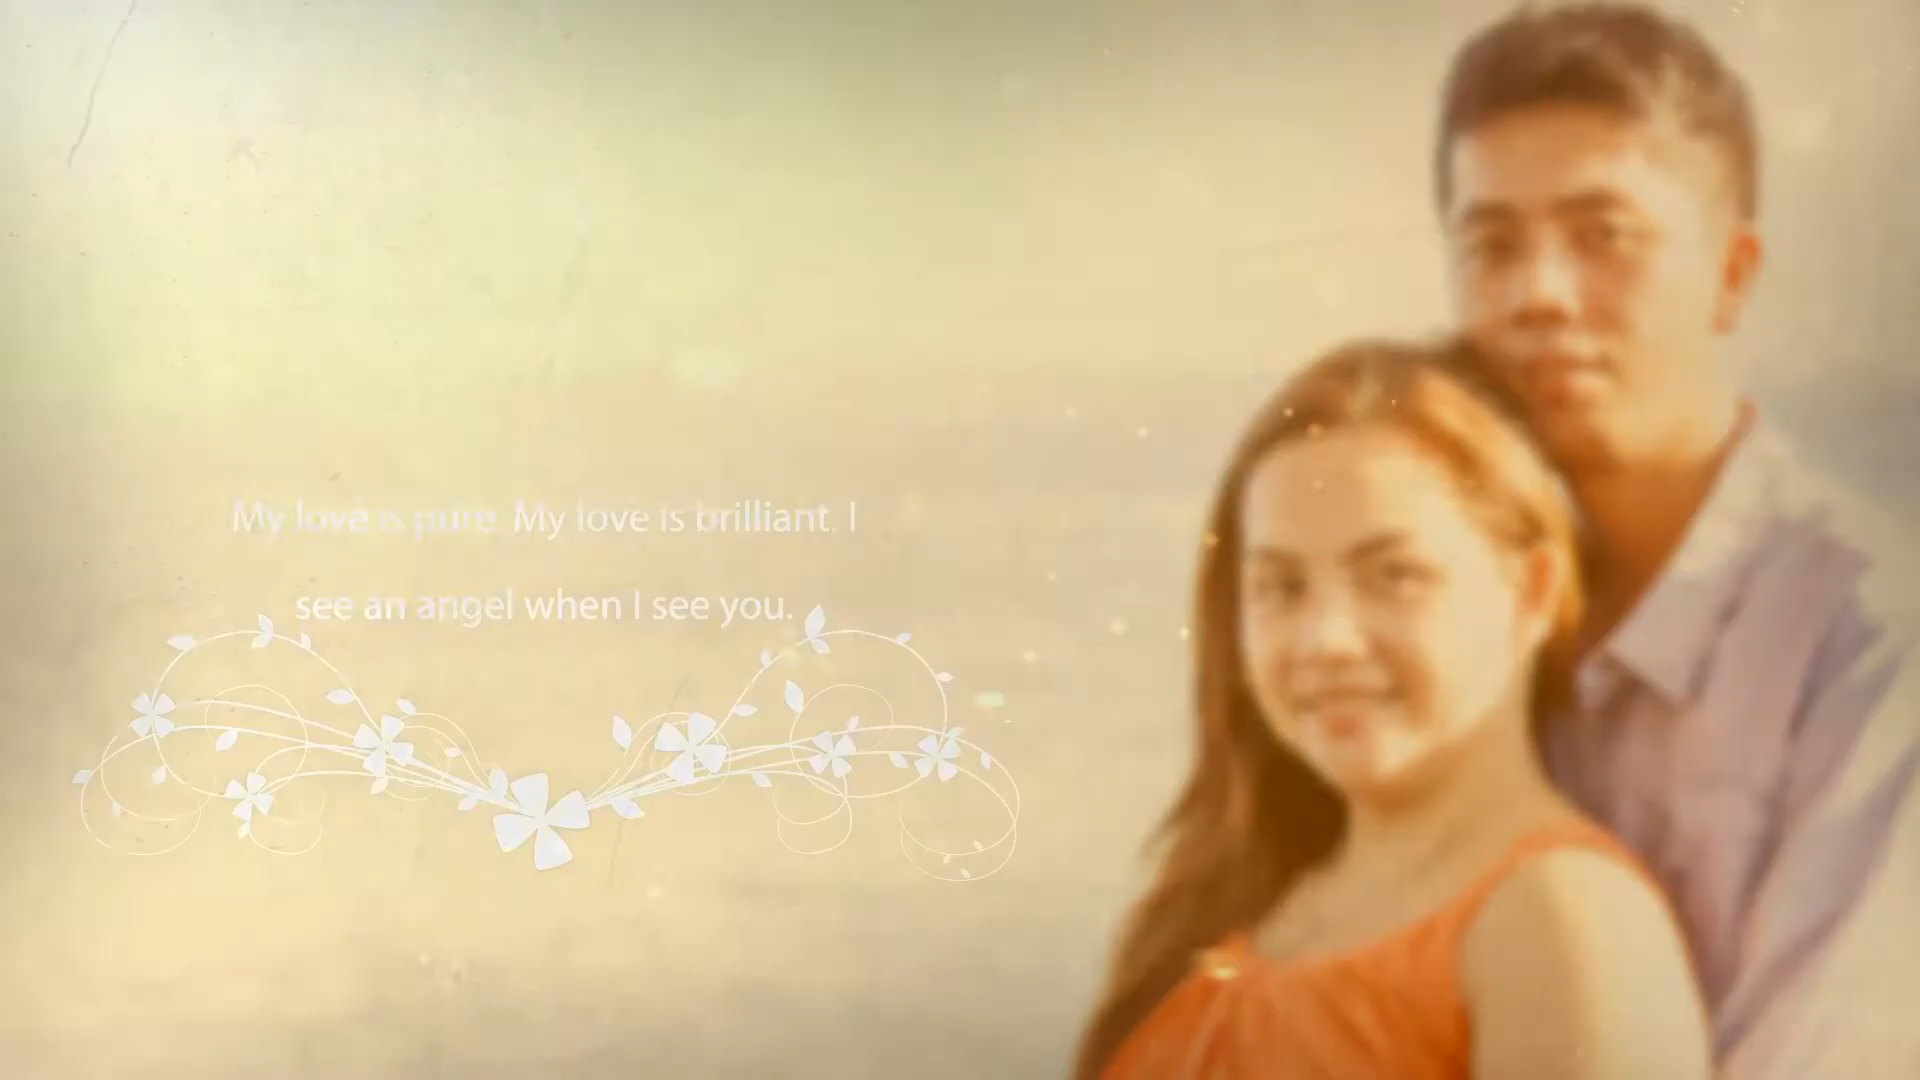 My love is pure. My love is brilliant. I
see an angel when I see you.